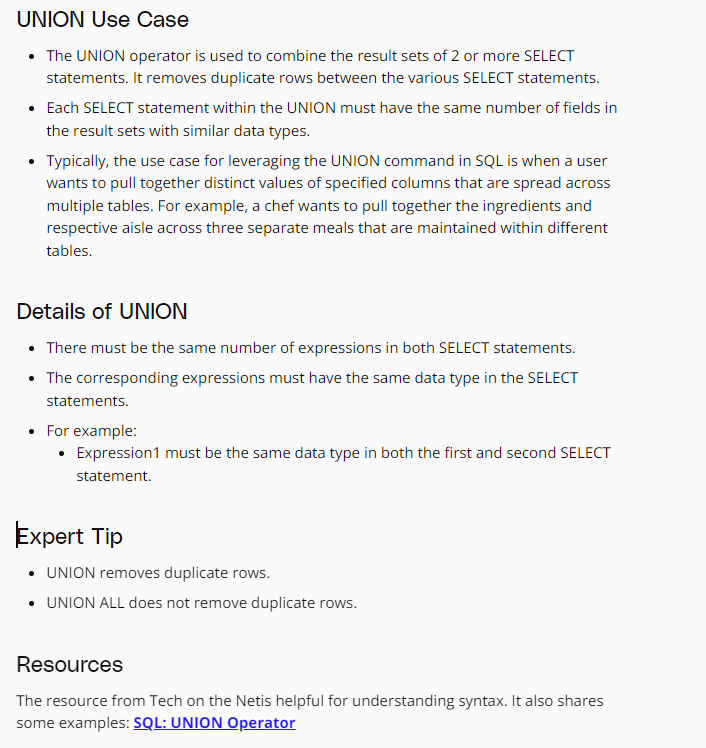 UNION Use Case
The UNION operator is used to combine the result sets of 2 or more SELECT
statements. It removes duplicate rows between the various SELECT statements.
Each SELECT statement within the UNION must have the same number of fields in
the result sets with similar data types.
Typically, the use case for leveraging the UNION command in SQL is when a user
wants to pull together distinct values of specified columns that are spread across
multiple tables. For example, a chef wants to pull together the ingredients and
respective aisle across three separate meals that are maintained within different
tables.
Details of UNION
There must be the same number of expressions in both SELECT statements.
The corresponding expressions must have the same data type in the SELECT
statements.
For example:
Expression1 must be the same data type in both the first and second SELECT
statement.
Expert Tip
UNION removes duplicate rows.
UNION ALL does not remove duplicate rows.
Resources
The resource from Tech on the Netis helpful for understanding syntax. It also shares
some examples: SQL: UNION Operator